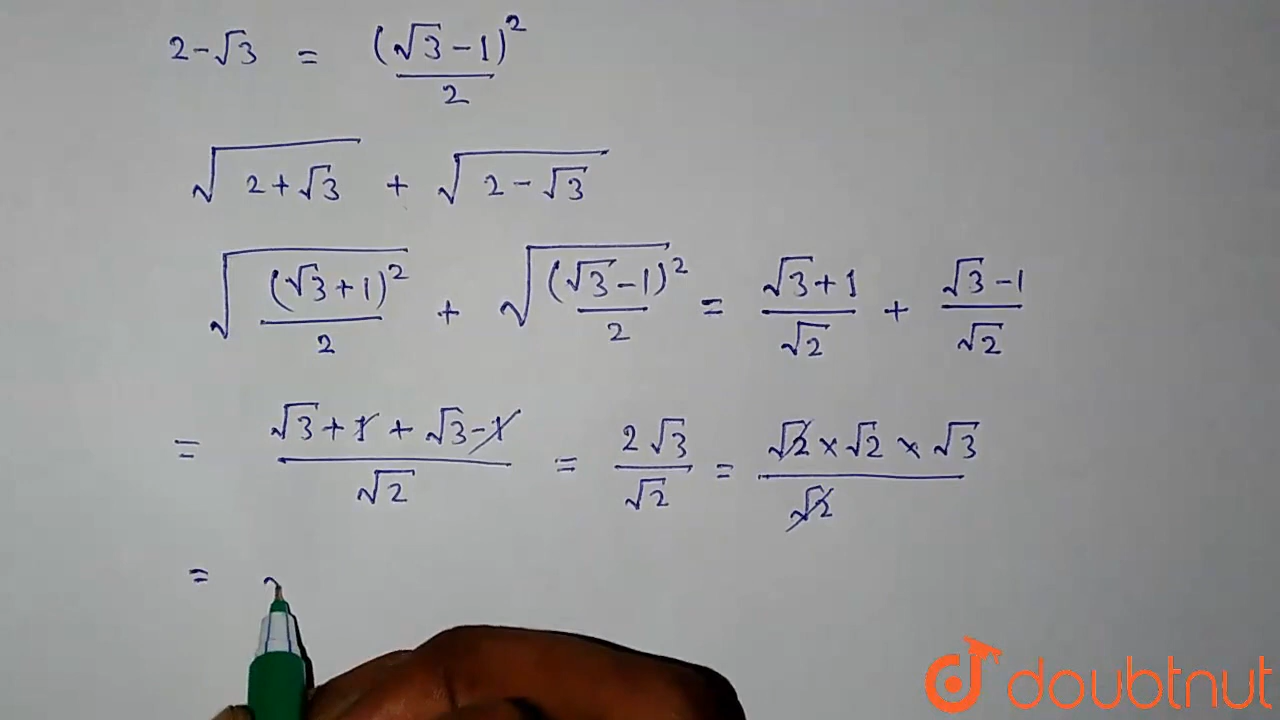 2-√3 = (√3-1)²/2
√(2+√3) + √(2-√3)
√((√3+1)²/2) + √((√3-1)²/2) = (√3+1)/√2 + (√3-1)/√2
= (√3+1+√3-1)/√2 = 2√3/√2 = (√2×√2×√3)/√2
=
doubtnut